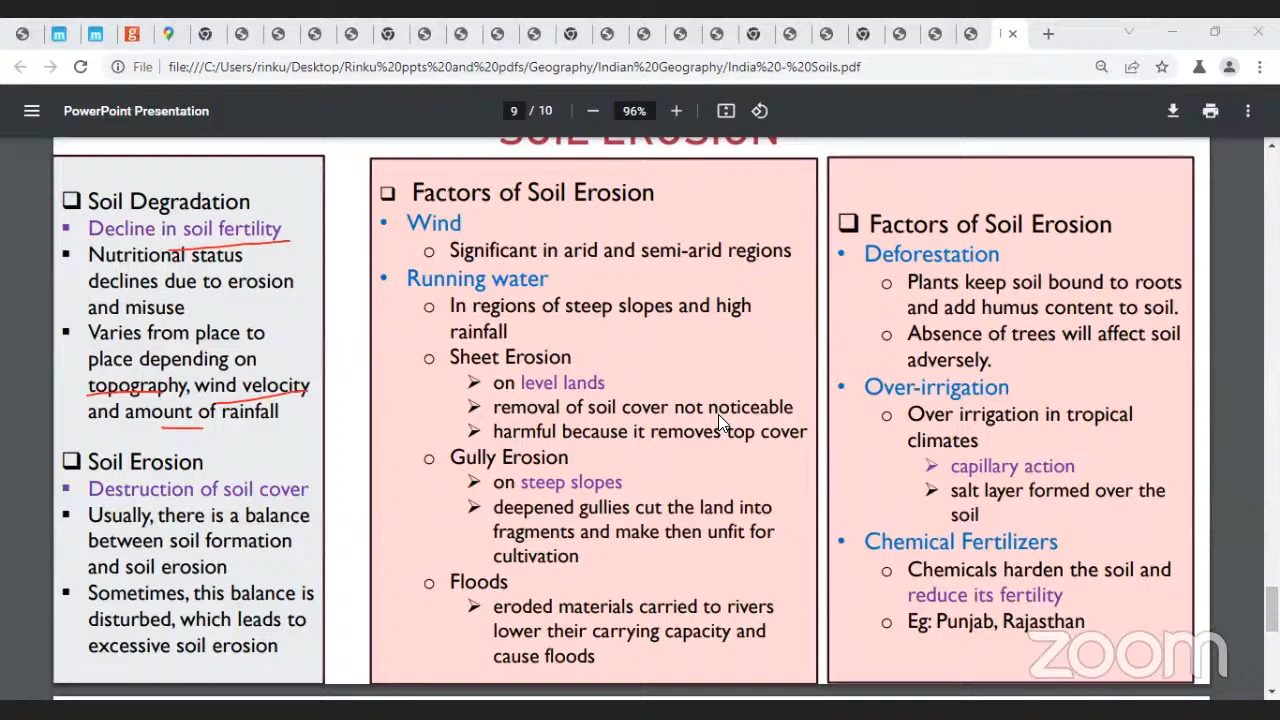 File
file:///C:/Users/rinku/Desktop/Rinku%20ppts%20and%20pdfs/Geography/Indian%20Geography/India%20-%20Soils.pdf
PowerPoint Presentation
9 / 10
96%
SOIL EROSION
Soil Degradation
Decline in soil fertility
Nutritional status
declines due to erosion
and misuse
Varies from place to
place depending on
topography, wind velocity
and amount of rainfall
Soil Erosion
Destruction of soil cover
Usually, there is a balance
between soil formation
and soil erosion
Sometimes, this balance is
disturbed, which leads to
excessive soil erosion
Factors of Soil Erosion
Wind
Significant in arid and semi-arid regions
Running water
In regions of steep slopes and high
rainfall
Sheet Erosion
on level lands
removal of soil cover not noticeable
harmful because it removes top cover
Gully Erosion
on steep slopes
deepened gullies cut the land into
fragments and make then unfit for
cultivation
Floods
eroded materials carried to rivers
lower their carrying capacity and
cause floods
Factors of Soil Erosion
Deforestation
Plants keep soil bound to roots
and add humus content to soil.
Absence of trees will affect soil
adversely.
Over-irrigation
Over irrigation in tropical
climates
capillary action
salt layer formed over the
soil
Chemical Fertilizers
Chemicals harden the soil and
reduce its fertility
Eg: Punjab, Rajasthan
zoom